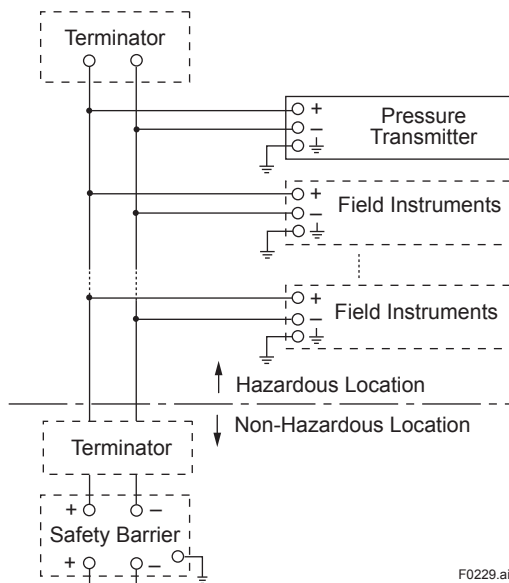 Terminator
+
Pressure
Transmitter
−
+
Field Instruments
−
+
Field Instruments
−
Hazardous Location
Non-Hazardous Location
Terminator
+ −
Safety Barrier
+ −
F0229.ai